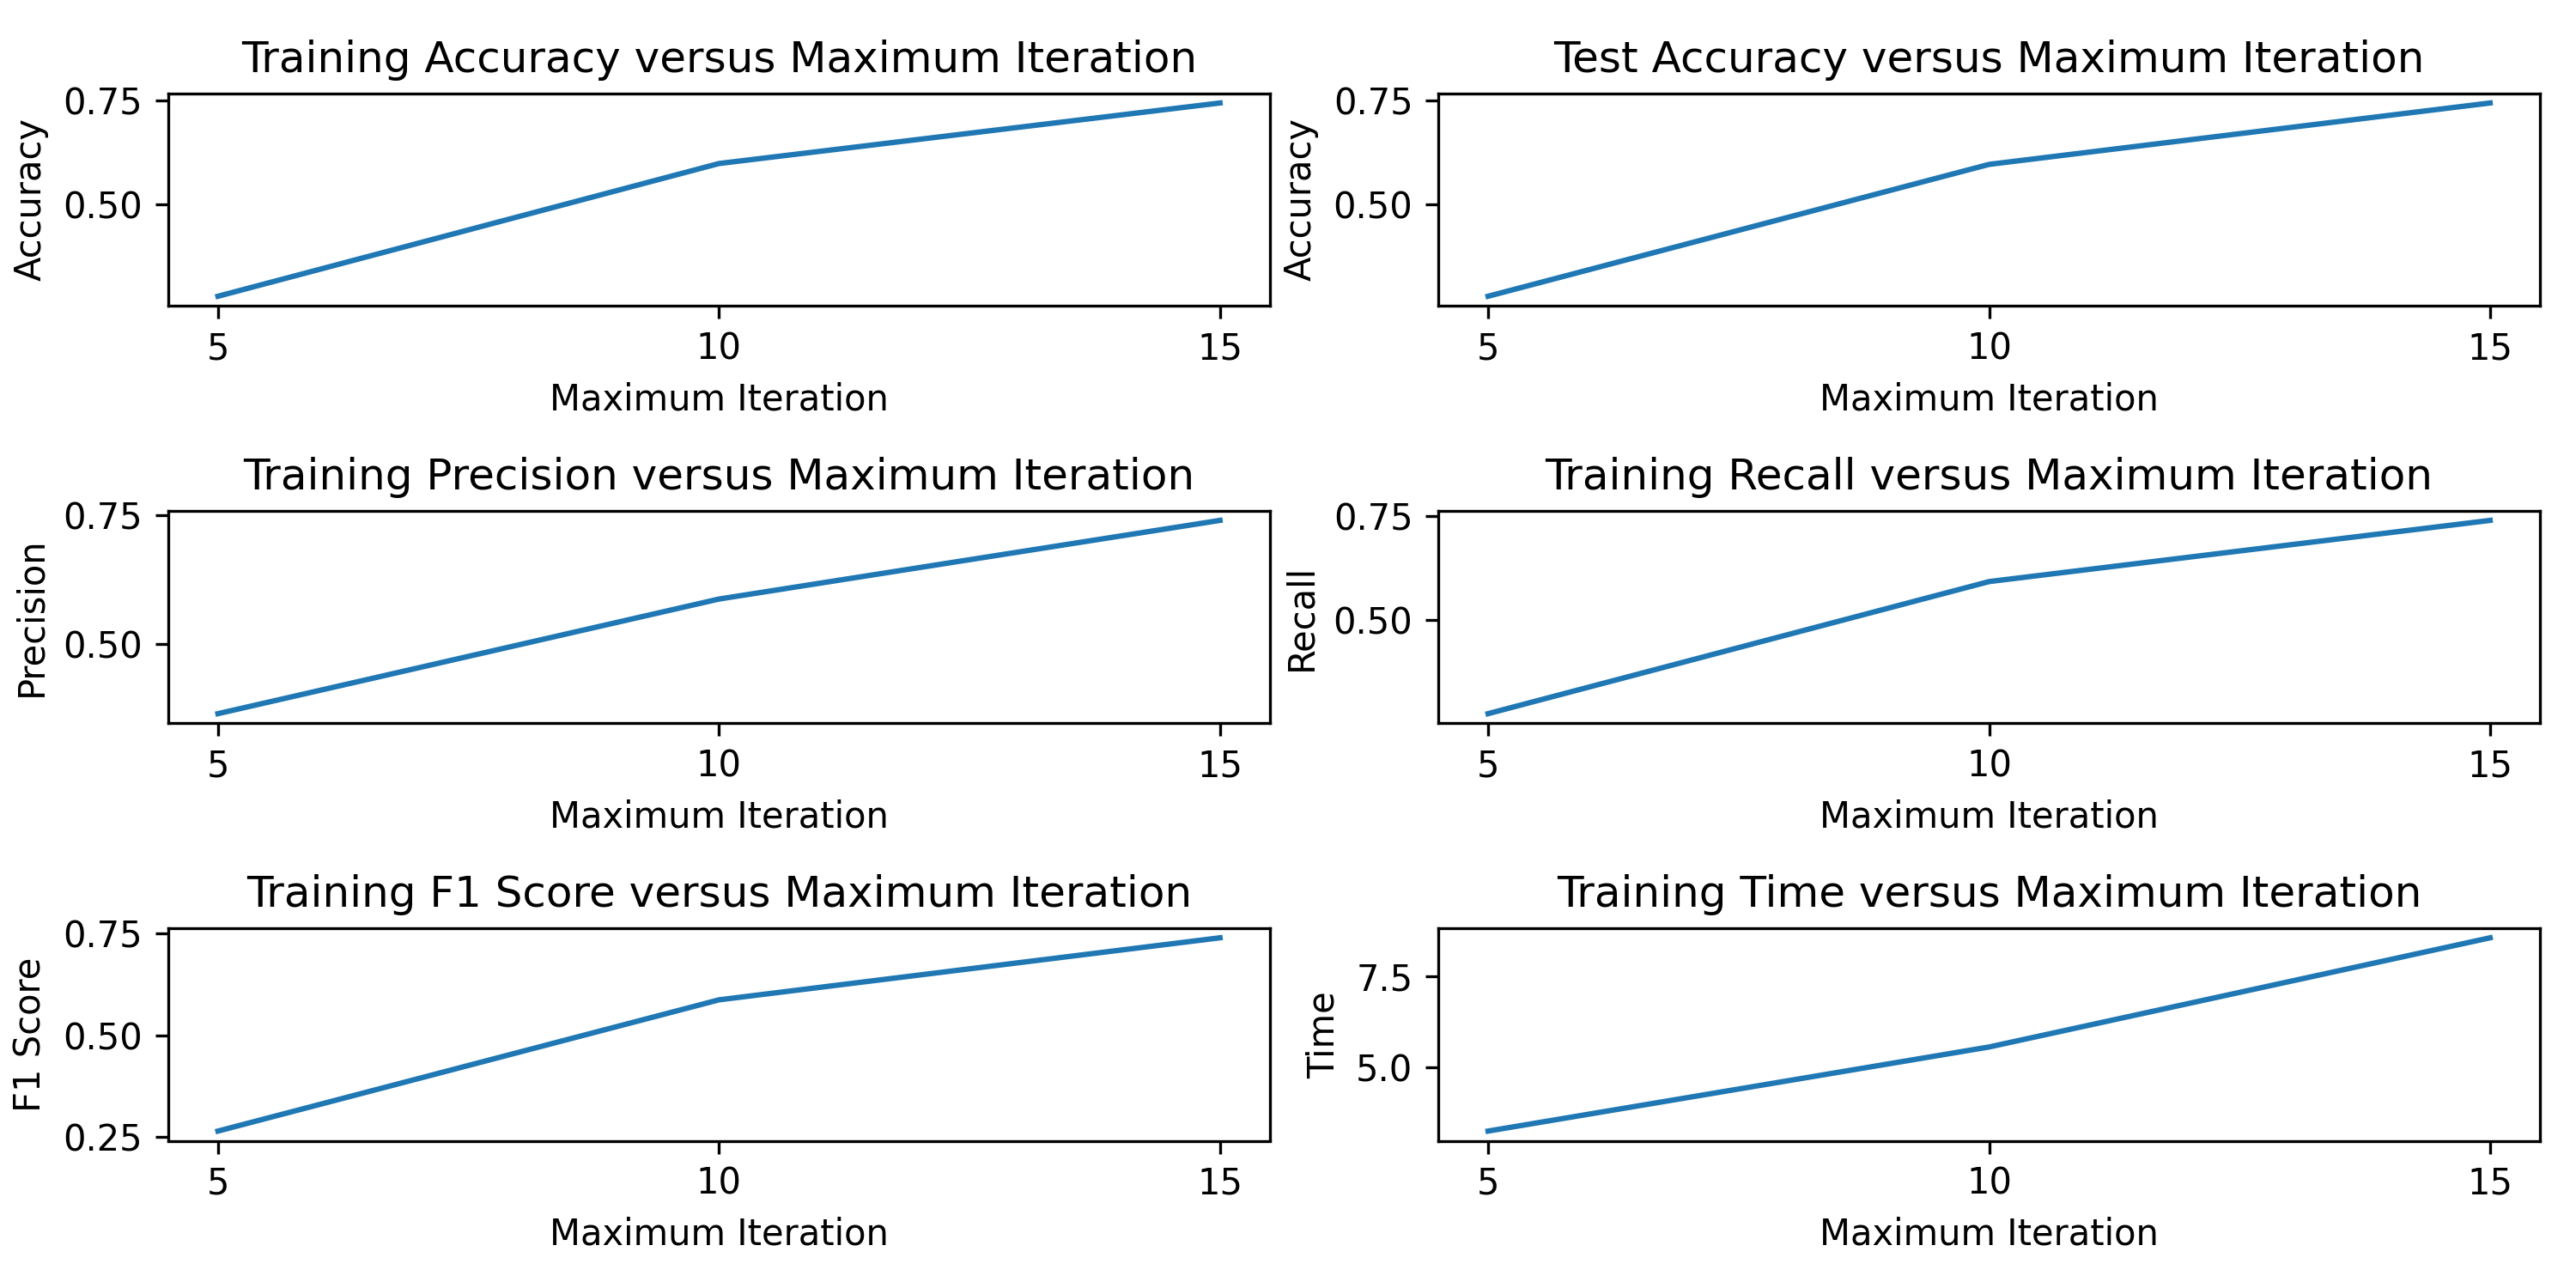 Training Accuracy versus Maximum Iteration
Accuracy
0.75
0.50
5 10 15
Maximum Iteration
Test Accuracy versus Maximum Iteration
Accuracy
0.75
0.50
5 10 15
Maximum Iteration
Training Precision versus Maximum Iteration
Precision
0.75
0.50
5 10 15
Maximum Iteration
Training Recall versus Maximum Iteration
Recall
0.75
0.50
5 10 15
Maximum Iteration
Training F1 Score versus Maximum Iteration
F1 Score
0.75
0.50
0.25
5 10 15
Maximum Iteration
Training Time versus Maximum Iteration
Time
7.5
5.0
5 10 15
Maximum Iteration